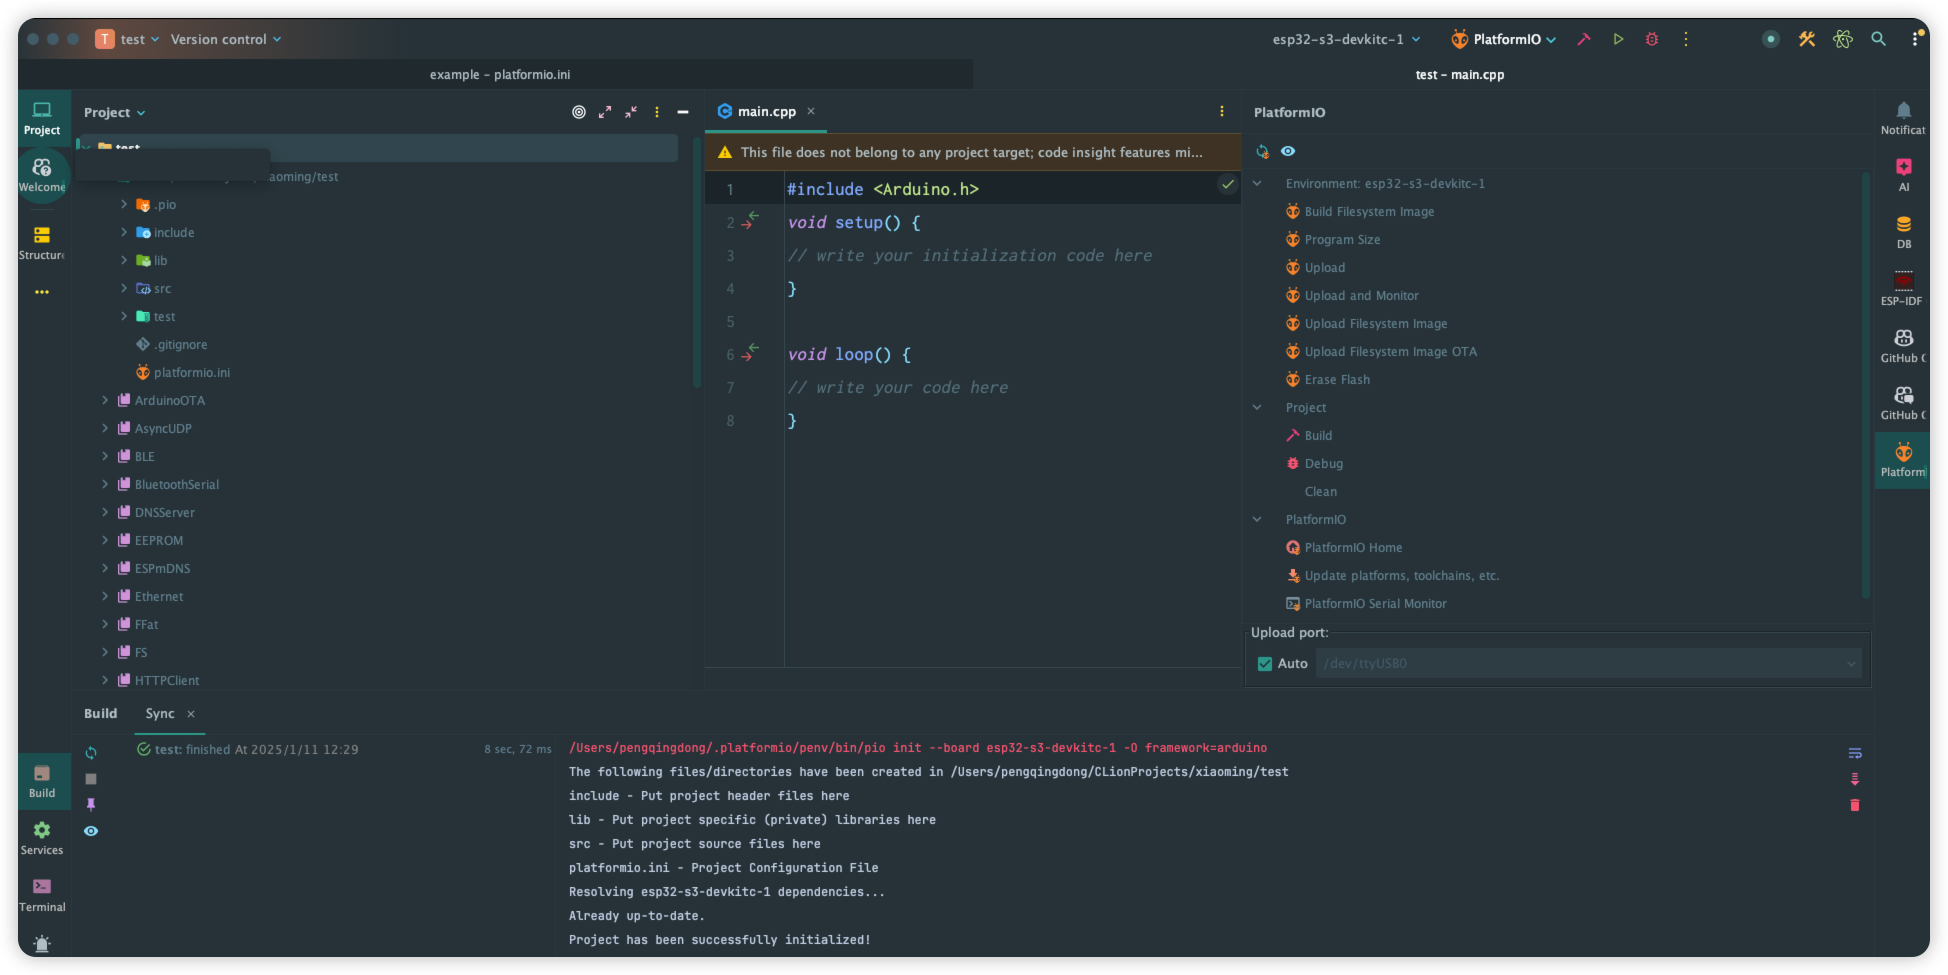 T test Version control esp32-s3-devkitc-1 PlatformIO
example – platformio.ini test – main.cpp
Project
Welcome
Structure
Build
Services
Terminal
Project
test
aoming/test
.pio
include
lib
src
test
.gitignore
platformio.ini
ArduinoOTA
AsyncUDP
BLE
BluetoothSerial
DNSServer
EEPROM
ESPmDNS
Ethernet
FFat
FS
HTTPClient
main.cpp
This file does not belong to any project target; code insight features mi...
1 #include <Arduino.h>
2 void setup() {
3 // write your initialization code here
4 }
5
6 void loop() {
7 // write your code here
8 }
PlatformIO
Environment: esp32-s3-devkitc-1
Build Filesystem Image
Program Size
Upload
Upload and Monitor
Upload Filesystem Image
Upload Filesystem Image OTA
Erase Flash
Project
Build
Debug
Clean
PlatformIO
PlatformIO Home
Update platforms, toolchains, etc.
PlatformIO Serial Monitor
Upload port:
Auto /dev/ttyUSB0
Notificat
AI
DB
ESP-IDF
GitHub C
GitHub C
Platform
Build Sync
test: finished At 2025/1/11 12:29 8 sec, 72 ms
/Users/pengqingdong/.platformio/penv/bin/pio init --board esp32-s3-devkitc-1 -O framework=arduino
The following files/directories have been created in /Users/pengqingdong/CLionProjects/xiaoming/test
include - Put project header files here
lib - Put project specific (private) libraries here
src - Put project source files here
platformio.ini - Project Configuration File
Resolving esp32-s3-devkitc-1 dependencies...
Already up-to-date.
Project has been successfully initialized!